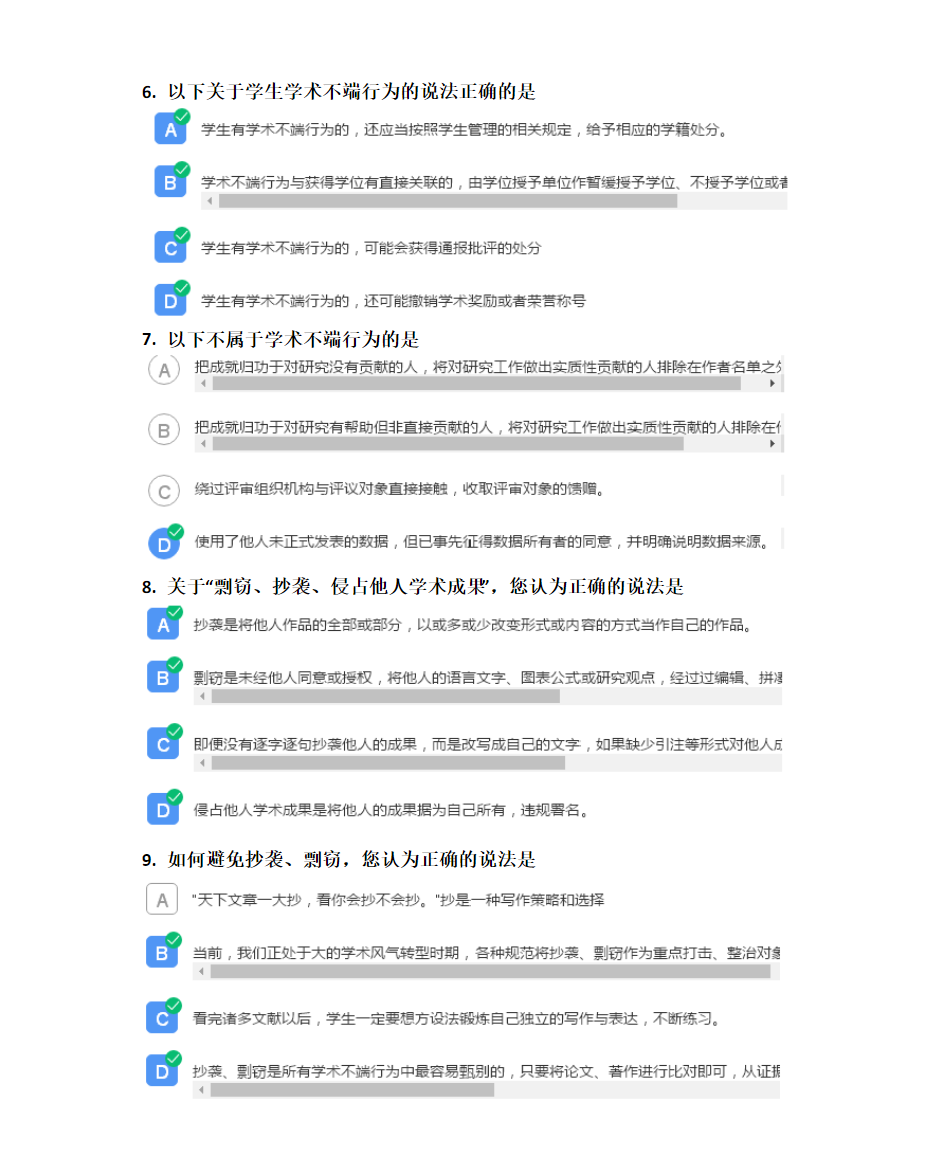 6. 以下关于学生学术不端行为的说法正确的是
A 学生有学术不端行为的，还应当按照学生管理的相关规定，给予相应的学籍处分。
B 学术不端行为与获得学位有直接关联的，由学位授予单位作暂缓授予学位、不授予学位或者
C 学生有学术不端行为的，可能会获得通报批评的处分
D 学生有学术不端行为的，还可能撤销学术奖励或者荣誉称号
7. 以下不属于学术不端行为的是
A 把成就归功于对研究没有贡献的人，将对研究工作做出实质性贡献的人排除在作者名单之外
B 把成就归功于对研究有帮助但非直接贡献的人，将对研究工作做出实质性贡献的人排除在作
C 绕过评审组织机构与评议对象直接接触，收取评审对象的馈赠。
D 使用了他人未正式发表的数据，但已事先征得数据所有者的同意，并明确说明数据来源。
8. 关于“剽窃、抄袭、侵占他人学术成果”，您认为正确的说法是
A 抄袭是将他人作品的全部或部分，以或多或少改变形式或内容的方式当作自己的作品。
B 剽窃是未经他人同意或授权，将他人的语言文字、图表公式或研究观点，经过过编辑、拼凑
C 即便没有逐字逐句抄袭他人的成果，而是改写成自己的文字，如果缺少引注等形式对他人成
D 侵占他人学术成果是将他人的成果据为自己所有，违规署名。
9. 如何避免抄袭、剽窃，您认为正确的说法是
A "天下文章一大抄，看你会抄不会抄。"抄是一种写作策略和选择
B 当前，我们正处于大的学术风气转型时期，各种规范将抄袭、剽窃作为重点打击、整治对象
C 看完诸多文献以后，学生一定要想方设法锻炼自己独立的写作与表达，不断练习。
D 抄袭、剽窃是所有学术不端行为中最容易甄别的，只要将论文、著作进行比对即可，从证据